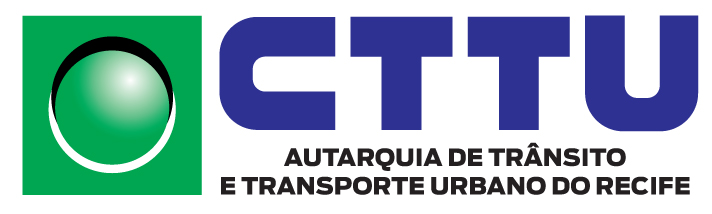 CTTU
AUTARQUIA DE TRÂNSITO
E TRANSPORTE URBANO DO RECIFE